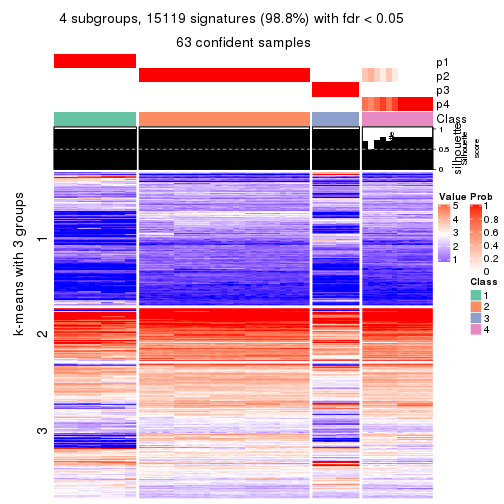 4 subgroups, 15119 signatures (98.8%) with fdr < 0.05
63 confident samples
p1
p2
p3
p4
Class
1
0.5
0
silhouette
Silhouette
score
k-means with 3 groups
1
2
3
Value
5
4
3
2
1
Prob
1
0.8
0.6
0.4
0.2
0
Class
1
2
3
4